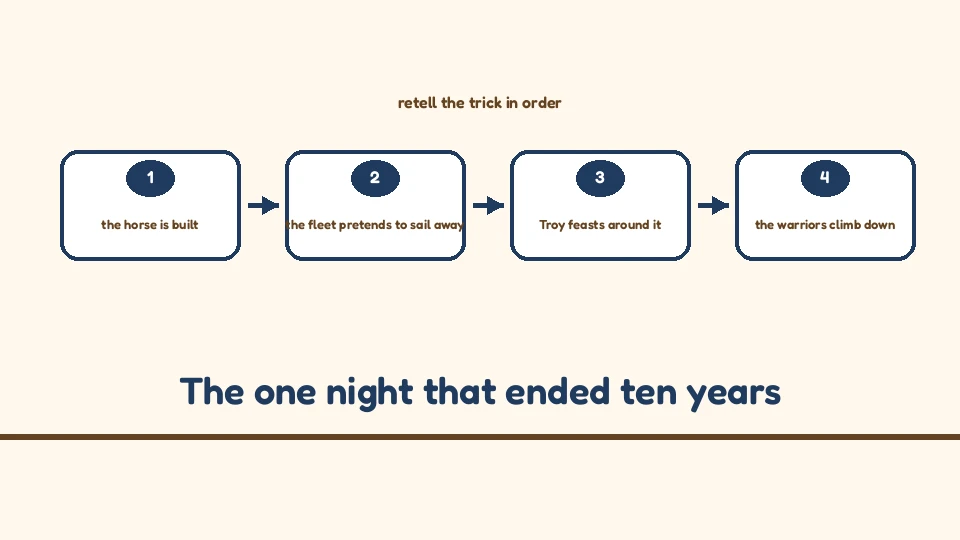 retell the trick in order
1
2
3
4
the horse is built
the fleet pretends to sail away
Troy feasts around it
the warriors climb down
The one night that ended ten years